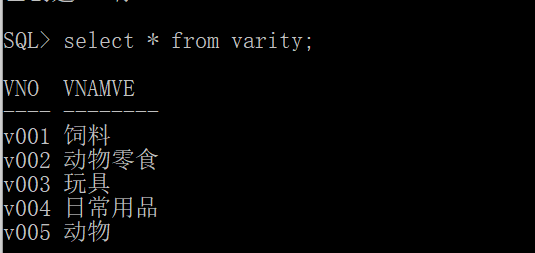 SQL> select * from varity;
VNO VNAMVE
---- --------
v001 饲料
v002 动物零食
v003 玩具
v004 日常用品
v005 动物